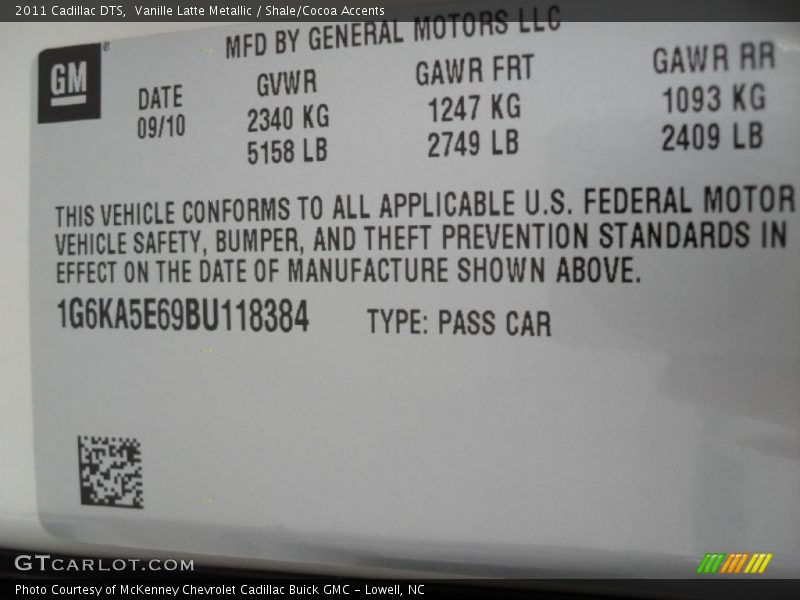 2011 Cadillac DTS, Vanille Latte Metallic / Shale/Cocoa Accents
MFD BY GENERAL MOTORS LLC
GM
DATE
09/10
GVWR
2340 KG
5158 LB
GAWR FRT
1247 KG
2749 LB
GAWR RR
1093 KG
2409 LB
THIS VEHICLE CONFORMS TO ALL APPLICABLE U.S. FEDERAL MOTOR
VEHICLE SAFETY, BUMPER, AND THEFT PREVENTION STANDARDS IN
EFFECT ON THE DATE OF MANUFACTURE SHOWN ABOVE.
1G6KA5E69BU118384 TYPE: PASS CAR
GTCARLOT.COM
Photo Courtesy of McKenney Chevrolet Cadillac Buick GMC - Lowell, NC